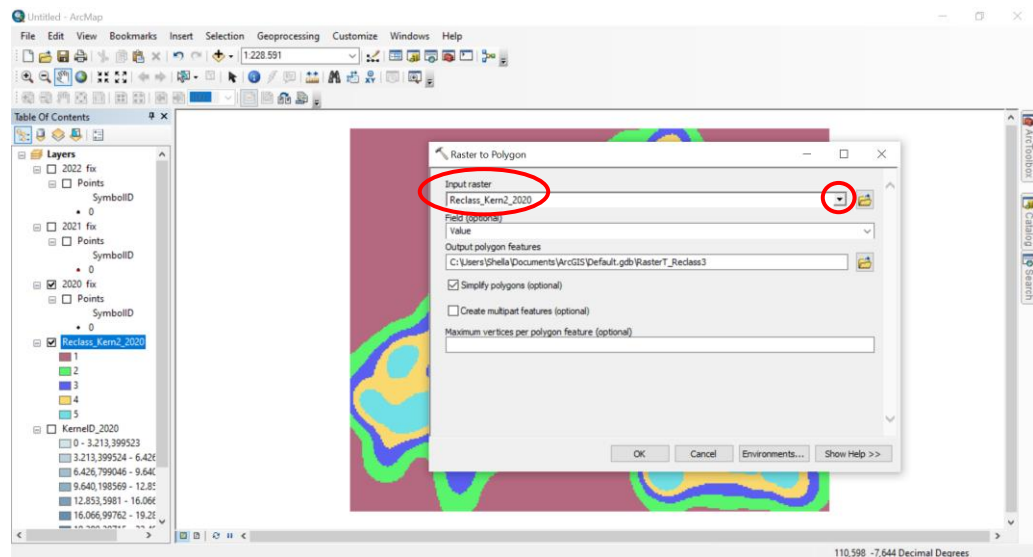 Untitled - ArcMap
File Edit View Bookmarks Insert Selection Geoprocessing Customize Windows Help
1:228.591
Table Of Contents
Layers
2022 fix
Points
SymbolID
0
2021 fix
Points
SymbolID
0
2020 fix
Points
SymbolID
0
Reclass_Kern2_2020
1
2
3
4
5
KernelD_2020
0 - 3.213,399523
3.213,399524 - 6.426
6.426,799046 - 9.640
9.640,198569 - 12.85
12.853,5981 - 16.066
16.066,99762 - 19.28
Raster to Polygon
Input raster
Reclass_Kern2_2020
Field (optional)
Value
Output polygon features
C:\Users\Shella\Documents\ArcGIS\Default.gdb\RasterT_Reclass3
Simplify polygons (optional)
Create multipart features (optional)
Maximum vertices per polygon feature (optional)
OK Cancel Environments... Show Help >>
ArcToolbox
Catalog
Search
110,598 -7,644 Decimal Degrees